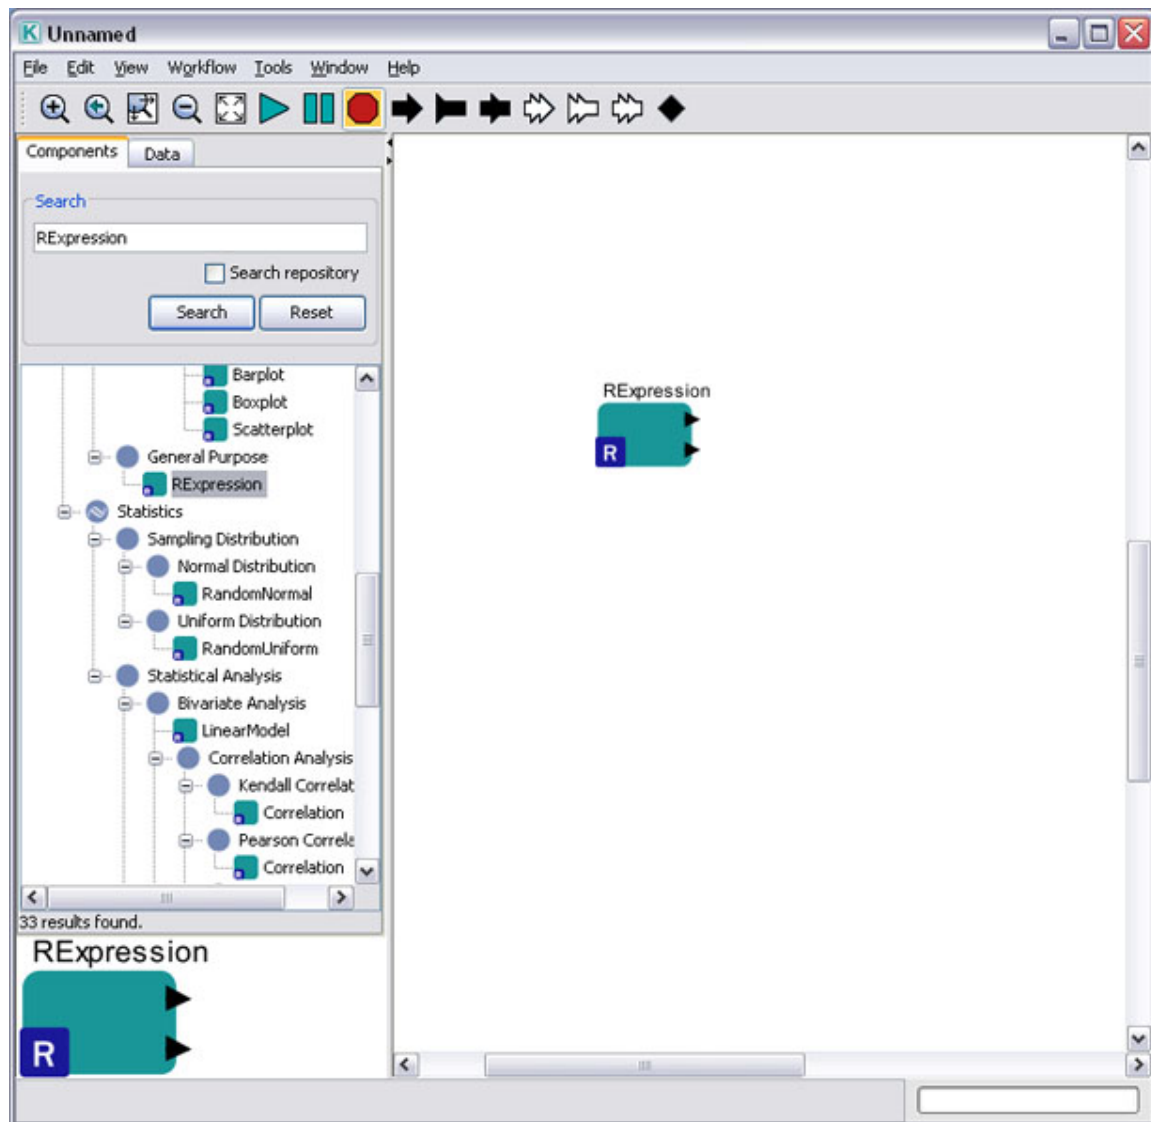 K Unnamed
File Edit View Workflow Tools Window Help
Components Data
Search
RExpression
Search repository
Search Reset
Barplot
Boxplot
Scatterplot
General Purpose
RExpression
Statistics
Sampling Distribution
Normal Distribution
RandomNormal
Uniform Distribution
RandomUniform
Statistical Analysis
Bivariate Analysis
LinearModel
Correlation Analysis
Kendall Correlat
Correlation
Pearson Correla
Correlation
33 results found.
RExpression
R
RExpression
R